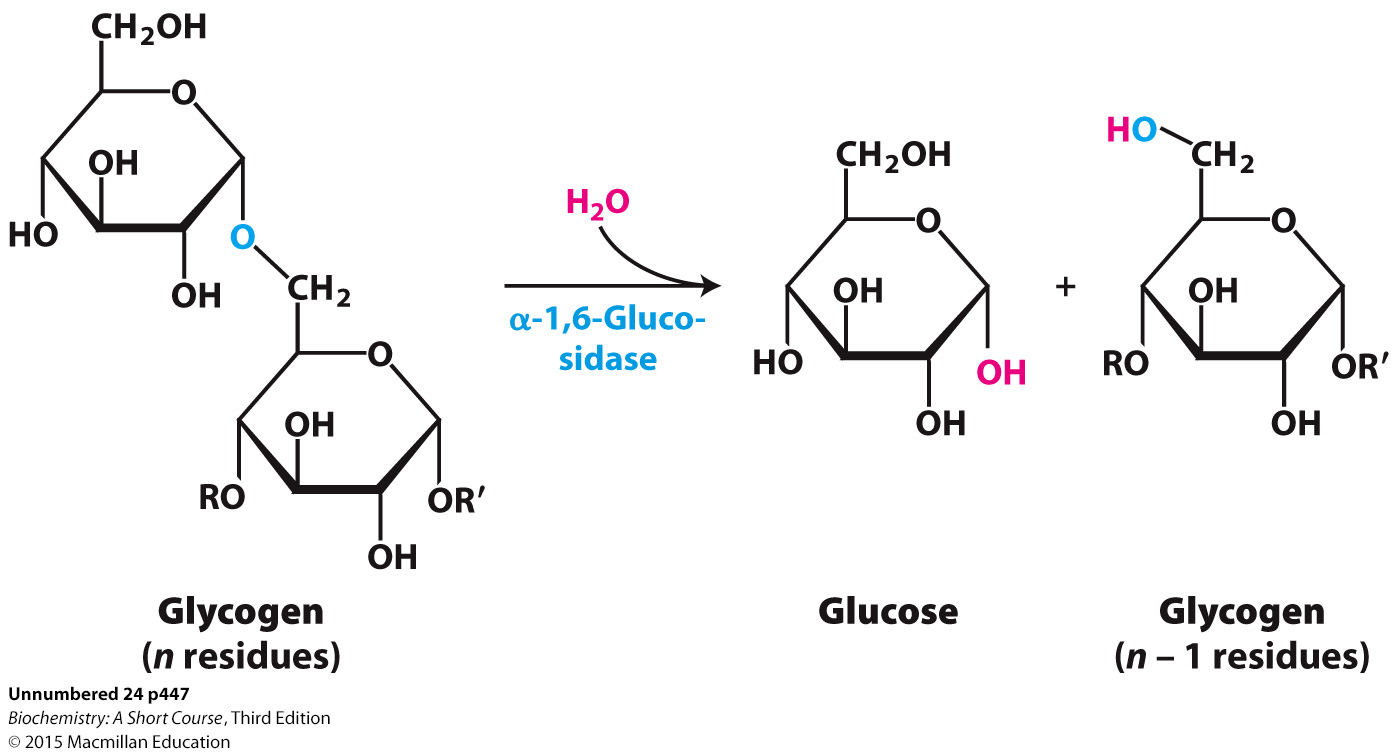 CH₂OH
O
OH
HO
O
OH
CH₂
O
OH
RO
OR′
OH
Glycogen
(n residues)
H₂O
α-1,6-Gluco-
sidase
CH₂OH
O
OH
HO
OH
OH
Glucose
+
HO
CH₂
O
OH
RO
OR′
OH
Glycogen
(n – 1 residues)
Unnumbered 24 p447
Biochemistry: A Short Course, Third Edition
© 2015 Macmillan Education